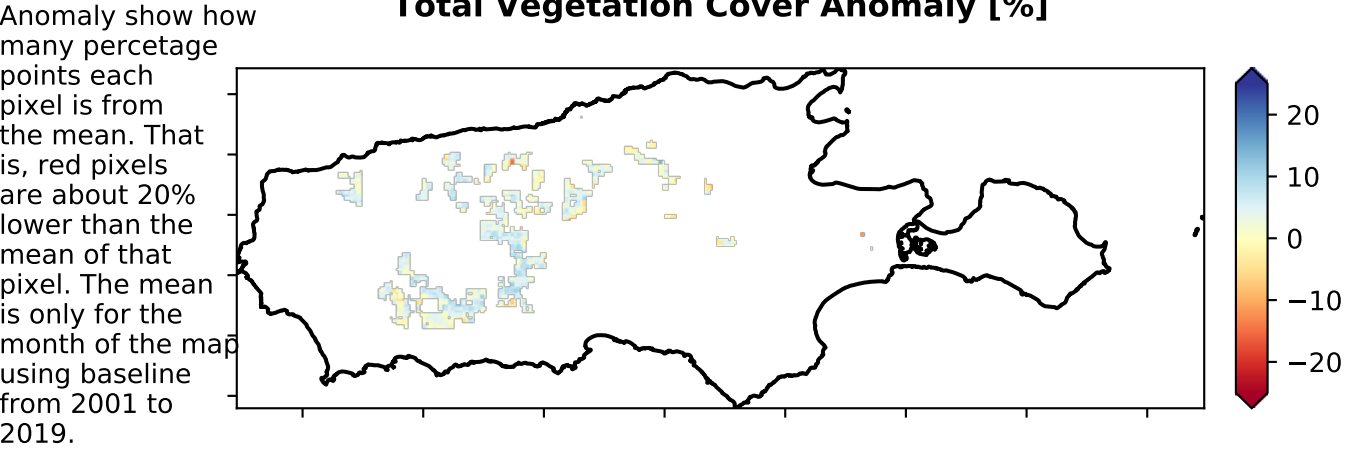 Total Vegetation Cover Anomaly [%]
Anomaly show how
many percetage
points each
pixel is from
the mean. That
is, red pixels
are about 20%
lower than the
mean of that
pixel. The mean
is only for the
month of the map
using baseline
from 2001 to
2019.
20
10
0
−10
−20